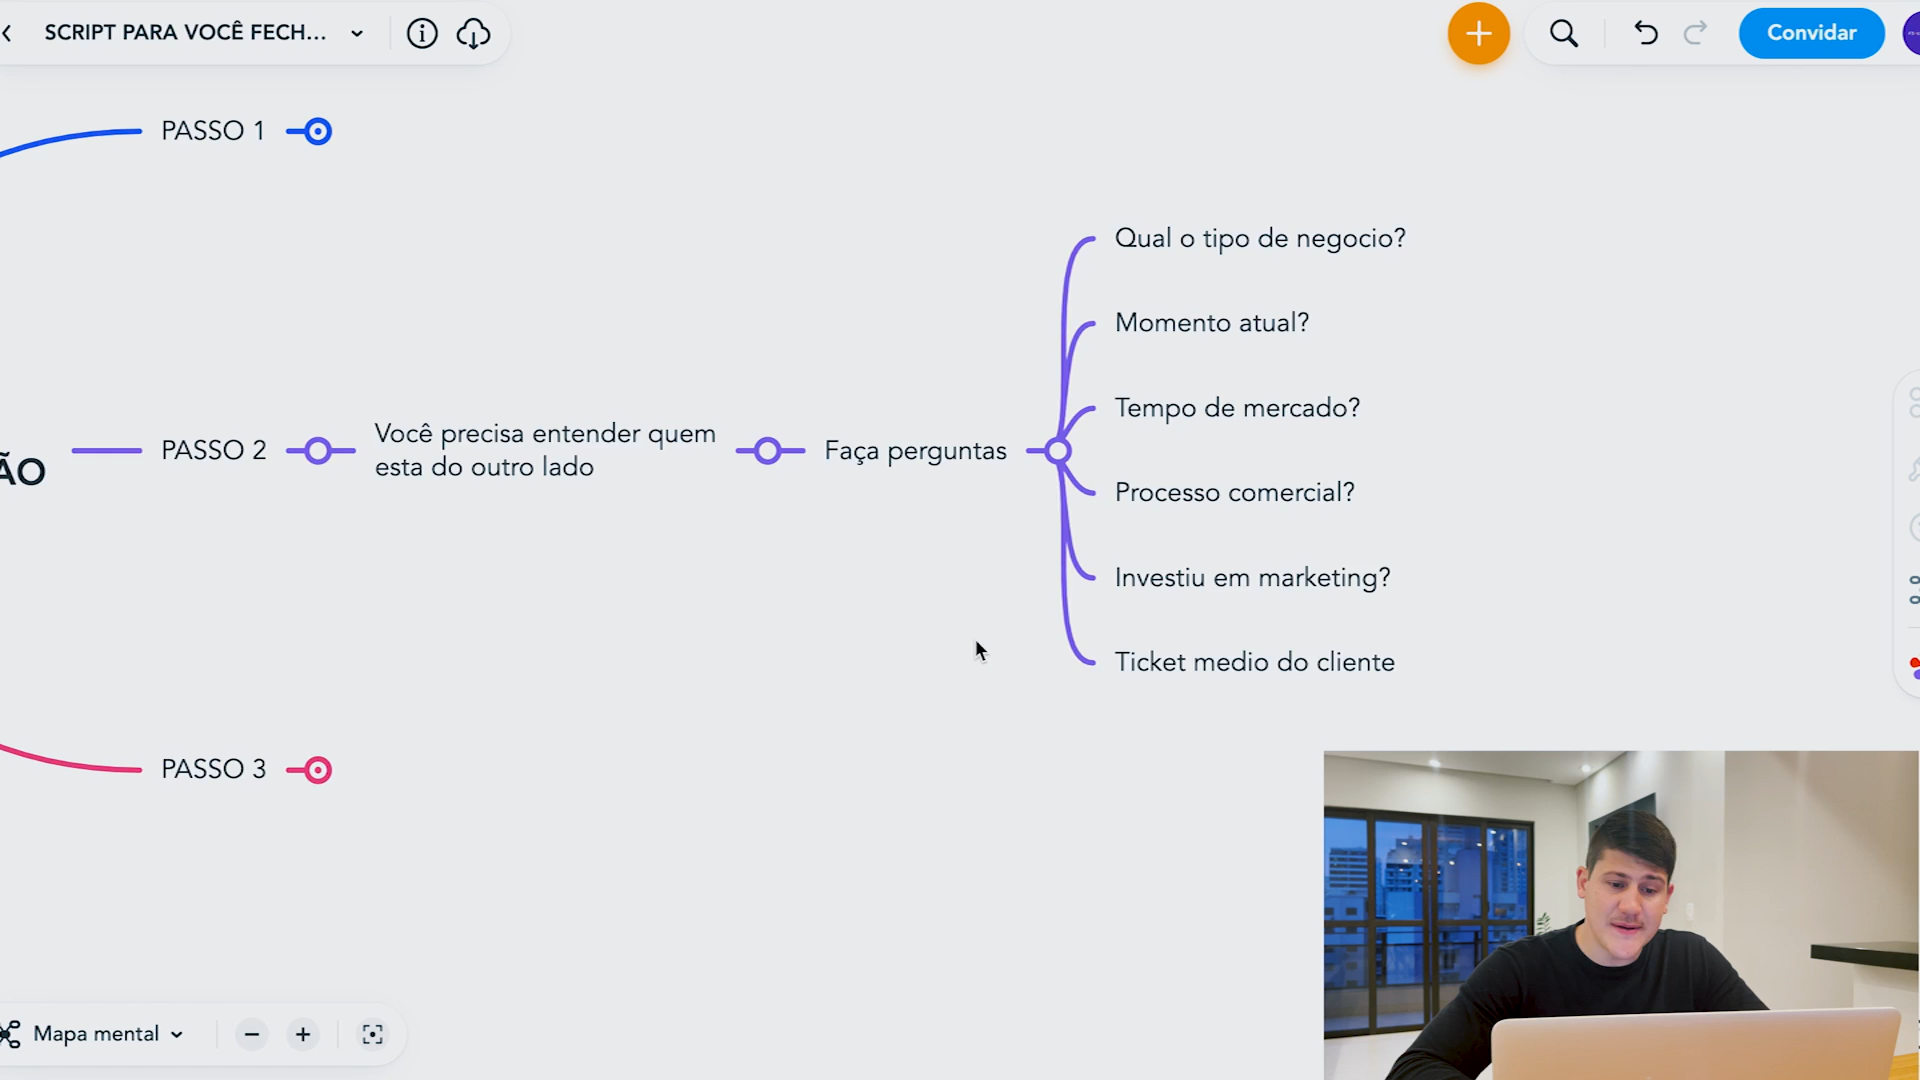 SCRIPT PARA VOCÊ FECH...
Convidar
PASSO 1
Qual o tipo de negocio?
Momento atual?
Tempo de mercado?
ÃO
PASSO 2
Você precisa entender quem
esta do outro lado
Faça perguntas
Processo comercial?
Investiu em marketing?
Ticket medio do cliente
PASSO 3
Mapa mental